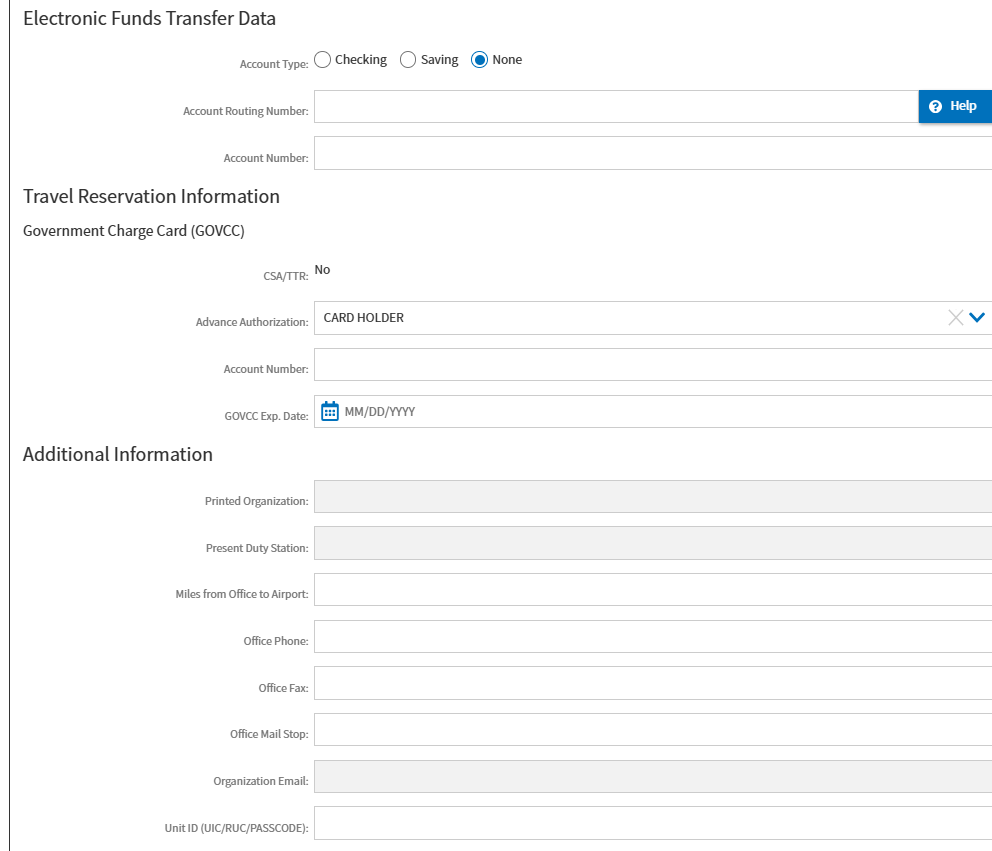 Electronic Funds Transfer Data
Account Type: Checking Saving None
Account Routing Number: Help
Account Number:
Travel Reservation Information
Government Charge Card (GOVCC)
CSA/TTR: No
Advance Authorization: CARD HOLDER
Account Number:
GOVCC Exp. Date: MM/DD/YYYY
Additional Information
Printed Organization:
Present Duty Station:
Miles from Office to Airport:
Office Phone:
Office Fax:
Office Mail Stop:
Organization Email:
Unit ID (UIC/RUC/PASSCODE):